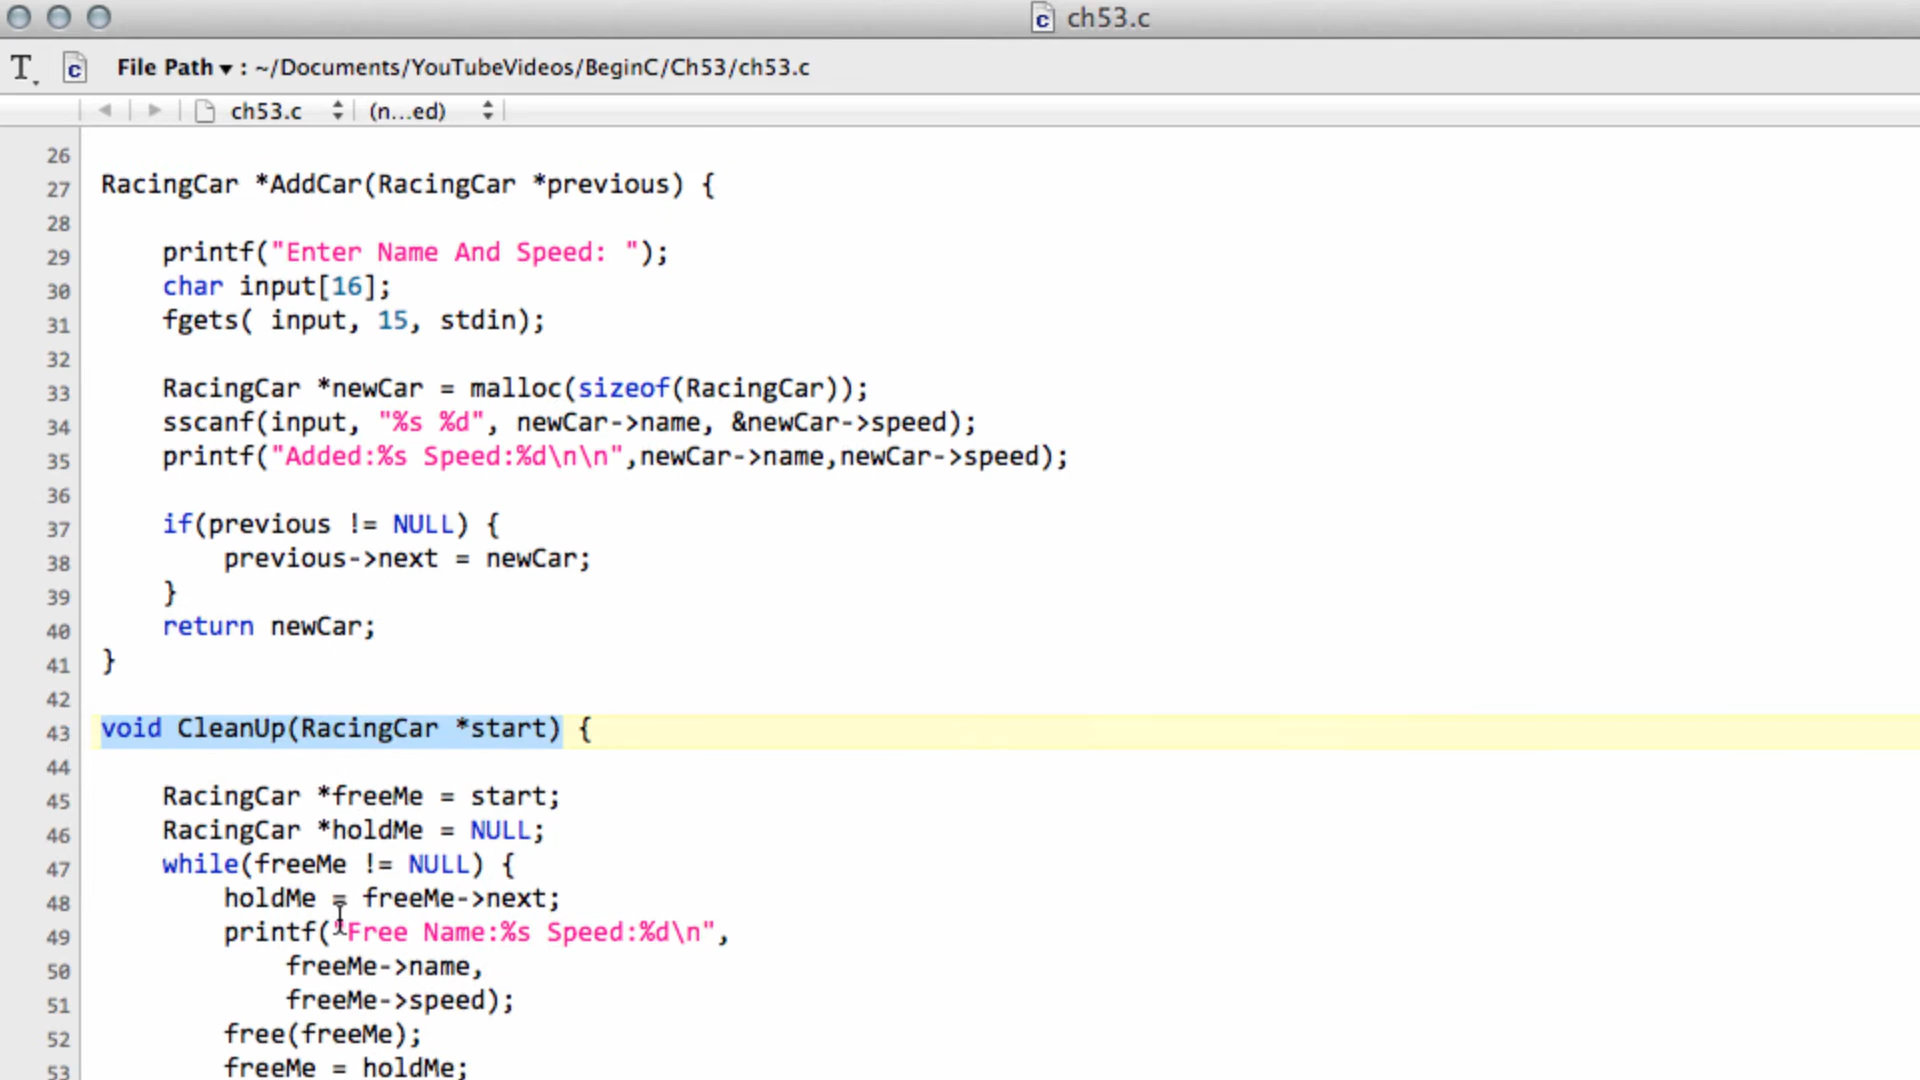 ch53.c
File Path ▾ : ~/Documents/YouTubeVideos/BeginC/Ch53/ch53.c
ch53.c (n...ed)
26
27 RacingCar *AddCar(RacingCar *previous) {
28
29     printf("Enter Name And Speed: ");
30     char input[16];
31     fgets( input, 15, stdin);
32
33     RacingCar *newCar = malloc(sizeof(RacingCar));
34     sscanf(input, "%s %d", newCar->name, &newCar->speed);
35     printf("Added:%s Speed:%d\n\n",newCar->name,newCar->speed);
36
37     if(previous != NULL) {
38         previous->next = newCar;
39     }
40     return newCar;
41 }
42
43 void CleanUp(RacingCar *start) {
44
45     RacingCar *freeMe = start;
46     RacingCar *holdMe = NULL;
47     while(freeMe != NULL) {
48         holdMe = freeMe->next;
49         printf("Free Name:%s Speed:%d\n",
50             freeMe->name,
51             freeMe->speed);
52         free(freeMe);
53         freeMe = holdMe;